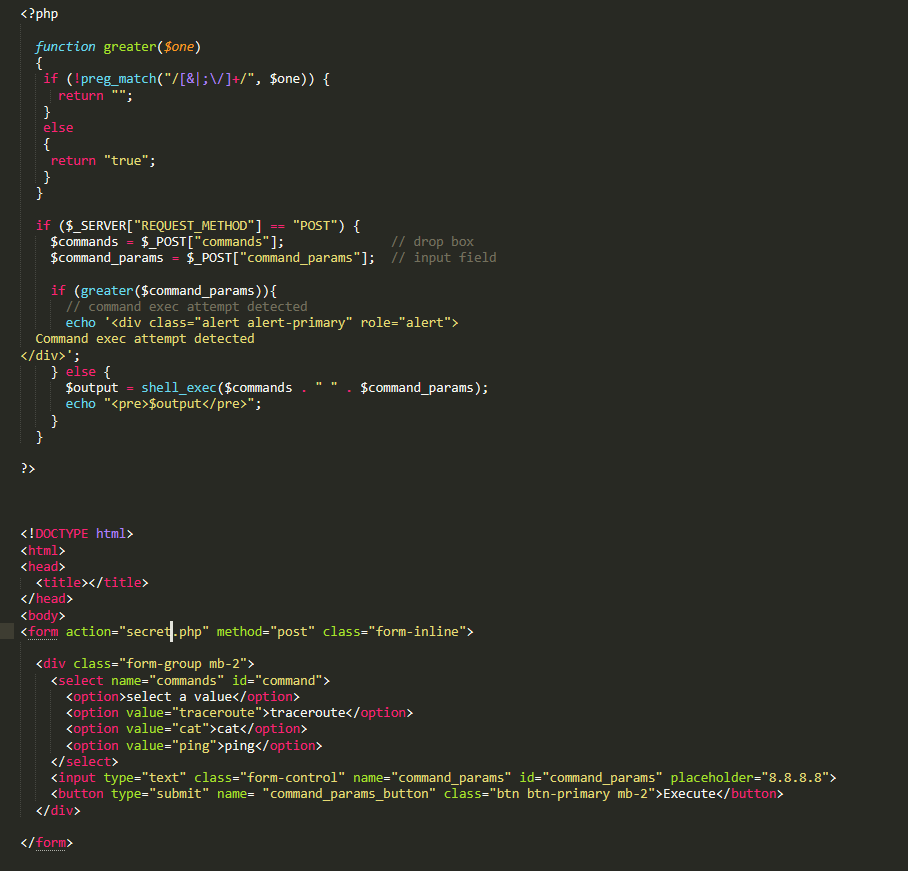 <?php
function greater($one)
{
if (!preg_match("/[&|;\/]+/", $one)) {
return "";
}
else
{
return "true";
}
}
if ($_SERVER["REQUEST_METHOD"] == "POST") {
$commands = $_POST["commands"]; // drop box
$command_params = $_POST["command_params"]; // input field
if (greater($command_params)){
// command exec attempt detected
echo '<div class="alert alert-primary" role="alert">
Command exec attempt detected
</div>';
} else {
$output = shell_exec($commands . " " . $command_params);
echo "<pre>$output</pre>";
}
}
?>
<!DOCTYPE html>
<html>
<head>
<title></title>
</head>
<body>
<form action="secret.php" method="post" class="form-inline">
<div class="form-group mb-2">
<select name="commands" id="command">
<option>select a value</option>
<option value="traceroute">traceroute</option>
<option value="cat">cat</option>
<option value="ping">ping</option>
</select>
<input type="text" class="form-control" name="command_params" id="command_params" placeholder="8.8.8.8">
<button type="submit" name= "command_params_button" class="btn btn-primary mb-2">Execute</button>
</div>
</form>